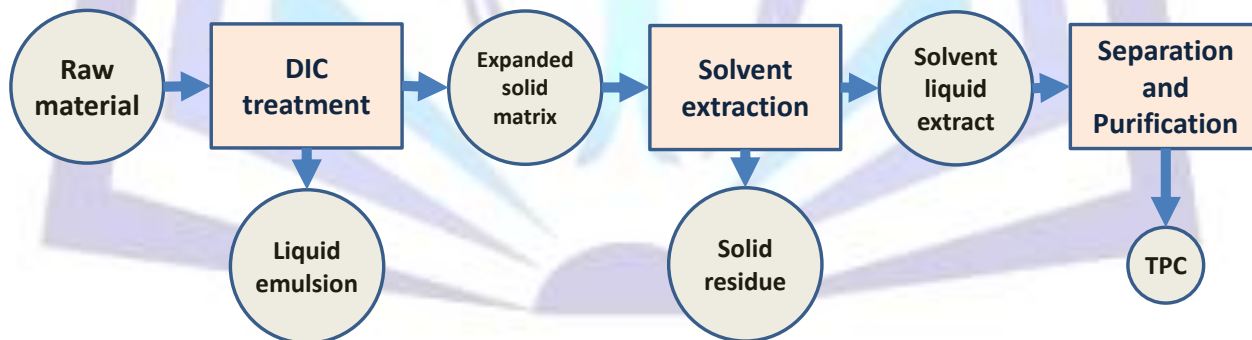 Raw
material
DIC
treatment
Expanded
solid
matrix
Solvent
extraction
Solvent
liquid
extract
Separation
and
Purification
Liquid
emulsion
Solid
residue
TPC